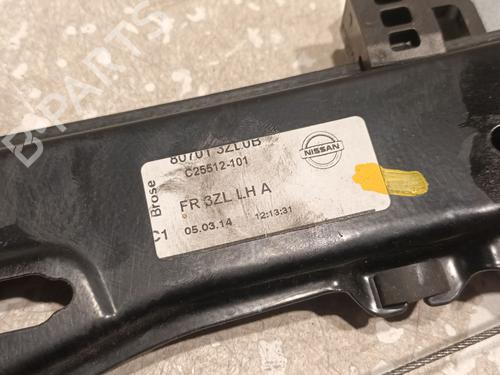 80701 3ZL0B
C25512-101
Brose
NISSAN
FR 3ZL LH A
C1
05.03.14 12:13:31
B-PARTS